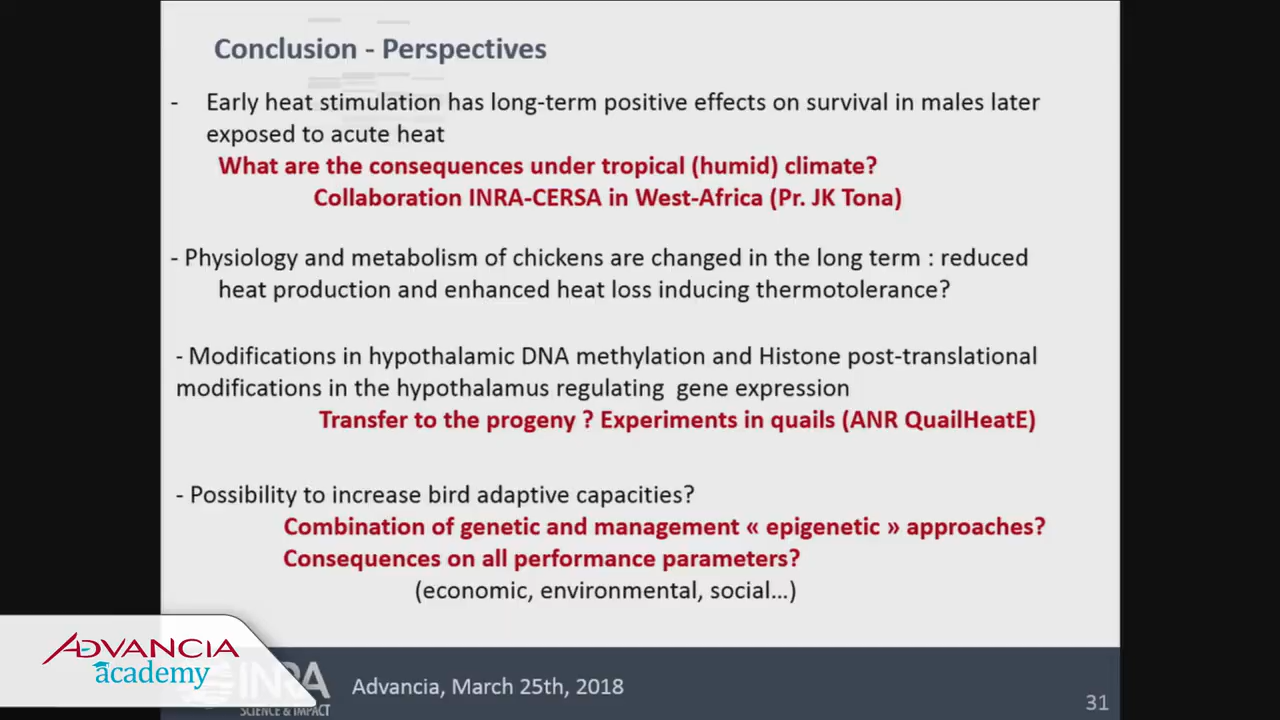 Conclusion - Perspectives
- Early heat stimulation has long-term positive effects on survival in males later
exposed to acute heat
What are the consequences under tropical (humid) climate?
Collaboration INRA-CERSA in West-Africa (Pr. JK Tona)
- Physiology and metabolism of chickens are changed in the long term : reduced
heat production and enhanced heat loss inducing thermotolerance?
- Modifications in hypothalamic DNA methylation and Histone post-translational
modifications in the hypothalamus regulating gene expression
Transfer to the progeny ? Experiments in quails (ANR QuailHeatE)
- Possibility to increase bird adaptive capacities?
Combination of genetic and management « epigenetic » approaches?
Consequences on all performance parameters?
(economic, environmental, social...)
ADVANCIA
academy
INRA
SCIENCE & IMPACT
Advancia, March 25th, 2018
31